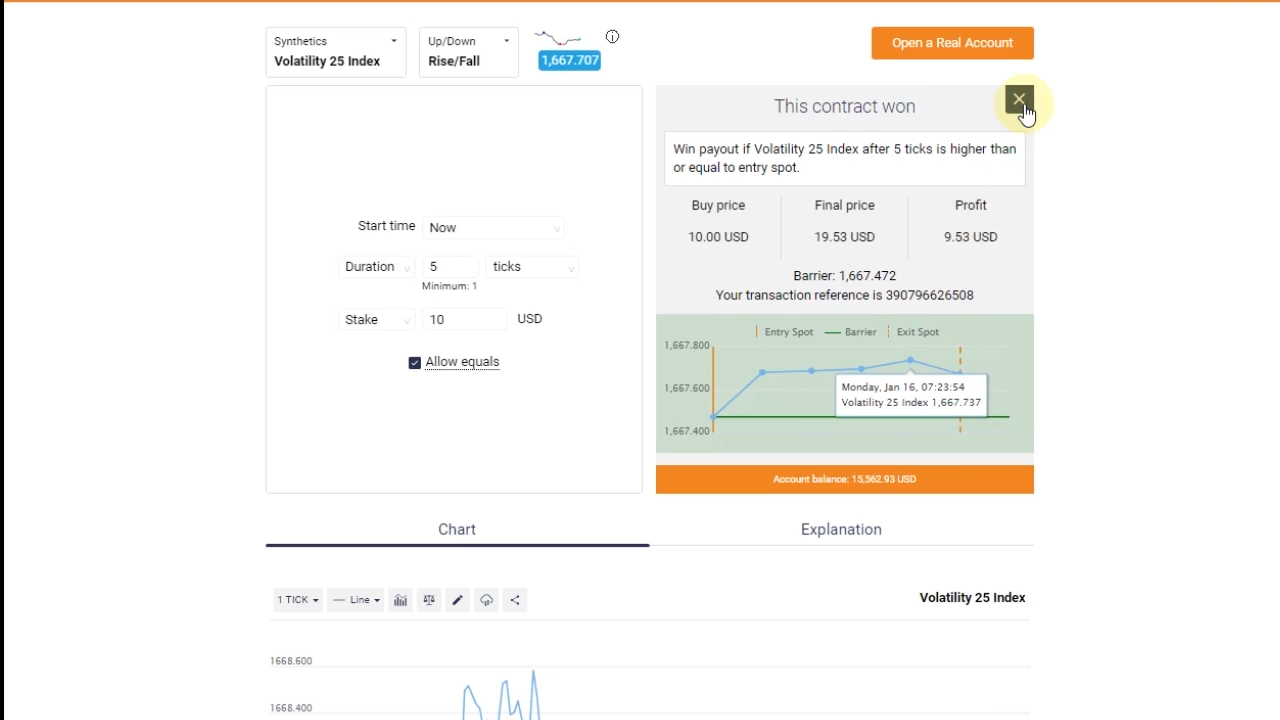 Synthetics
Volatility 25 Index
Up/Down
Rise/Fall
1,667.707
Open a Real Account
This contract won
Win payout if Volatility 25 Index after 5 ticks is higher than
or equal to entry spot.
Buy price Final price Profit
10.00 USD 19.53 USD 9.53 USD
Barrier: 1,667.472
Your transaction reference is 390796626508
Entry Spot Barrier Exit Spot
1,667.800
1,667.600
1,667.400
Monday, Jan 16, 07:23:54
Volatility 25 Index 1,667.737
Account balance: 15,562.93 USD
Start time Now
Duration 5 ticks
Minimum: 1
Stake 10 USD
Allow equals
Chart Explanation
1 TICK Line
Volatility 25 Index
1668.600
1668.400